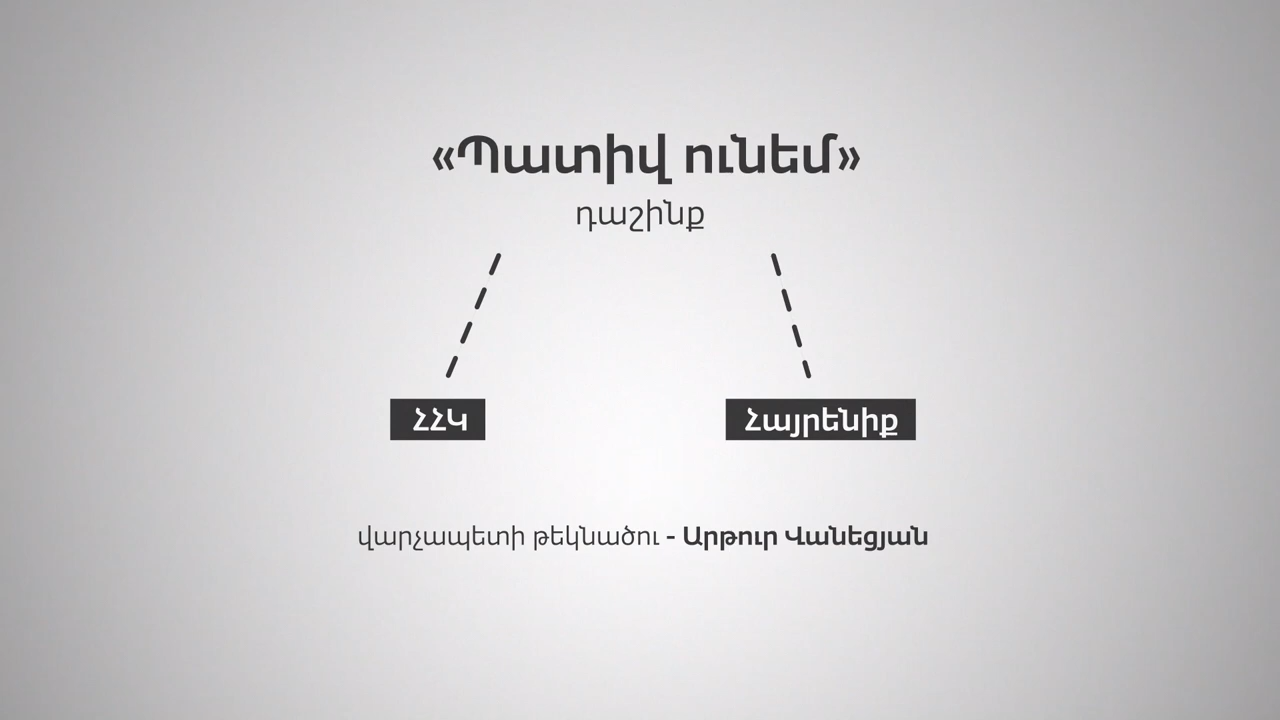 «Պատիվ ունեմ»
դաշինք
ՀՀԿ
Հայրենիք
վարչապետի թեկնածու - Արթուր Վանեցյան